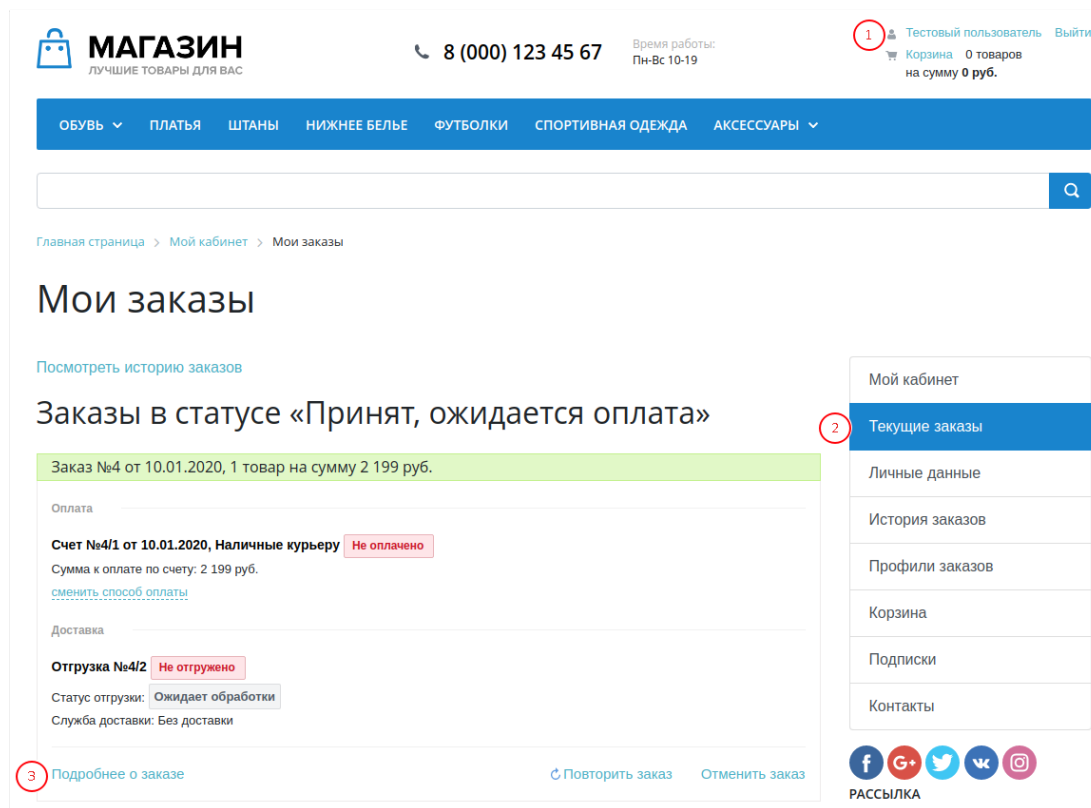 МАГАЗИН
ЛУЧШИЕ ТОВАРЫ ДЛЯ ВАС
8 (000) 123 45 67
Время работы:
Пн-Вс 10-19
1
Тестовый пользователь Выйти
Корзина 0 товаров
на сумму 0 руб.
ОБУВЬ ПЛАТЬЯ ШТАНЫ НИЖНЕЕ БЕЛЬЕ ФУТБОЛКИ СПОРТИВНАЯ ОДЕЖДА АКСЕССУАРЫ
Главная страница > Мой кабинет > Мои заказы
Мои заказы
Посмотреть историю заказов
Заказы в статусе «Принят, ожидается оплата»
Заказ №4 от 10.01.2020, 1 товар на сумму 2 199 руб.
Оплата
Счет №4/1 от 10.01.2020, Наличные курьеру Не оплачено
Сумма к оплате по счету: 2 199 руб.
сменить способ оплаты
Доставка
Отгрузка №4/2 Не отгружено
Статус отгрузки: Ожидает обработки
Служба доставки: Без доставки
3 Подробнее о заказе Повторить заказ Отменить заказ
Мой кабинет
2 Текущие заказы
Личные данные
История заказов
Профили заказов
Корзина
Подписки
Контакты
f G+ вк
РАССЫЛКА